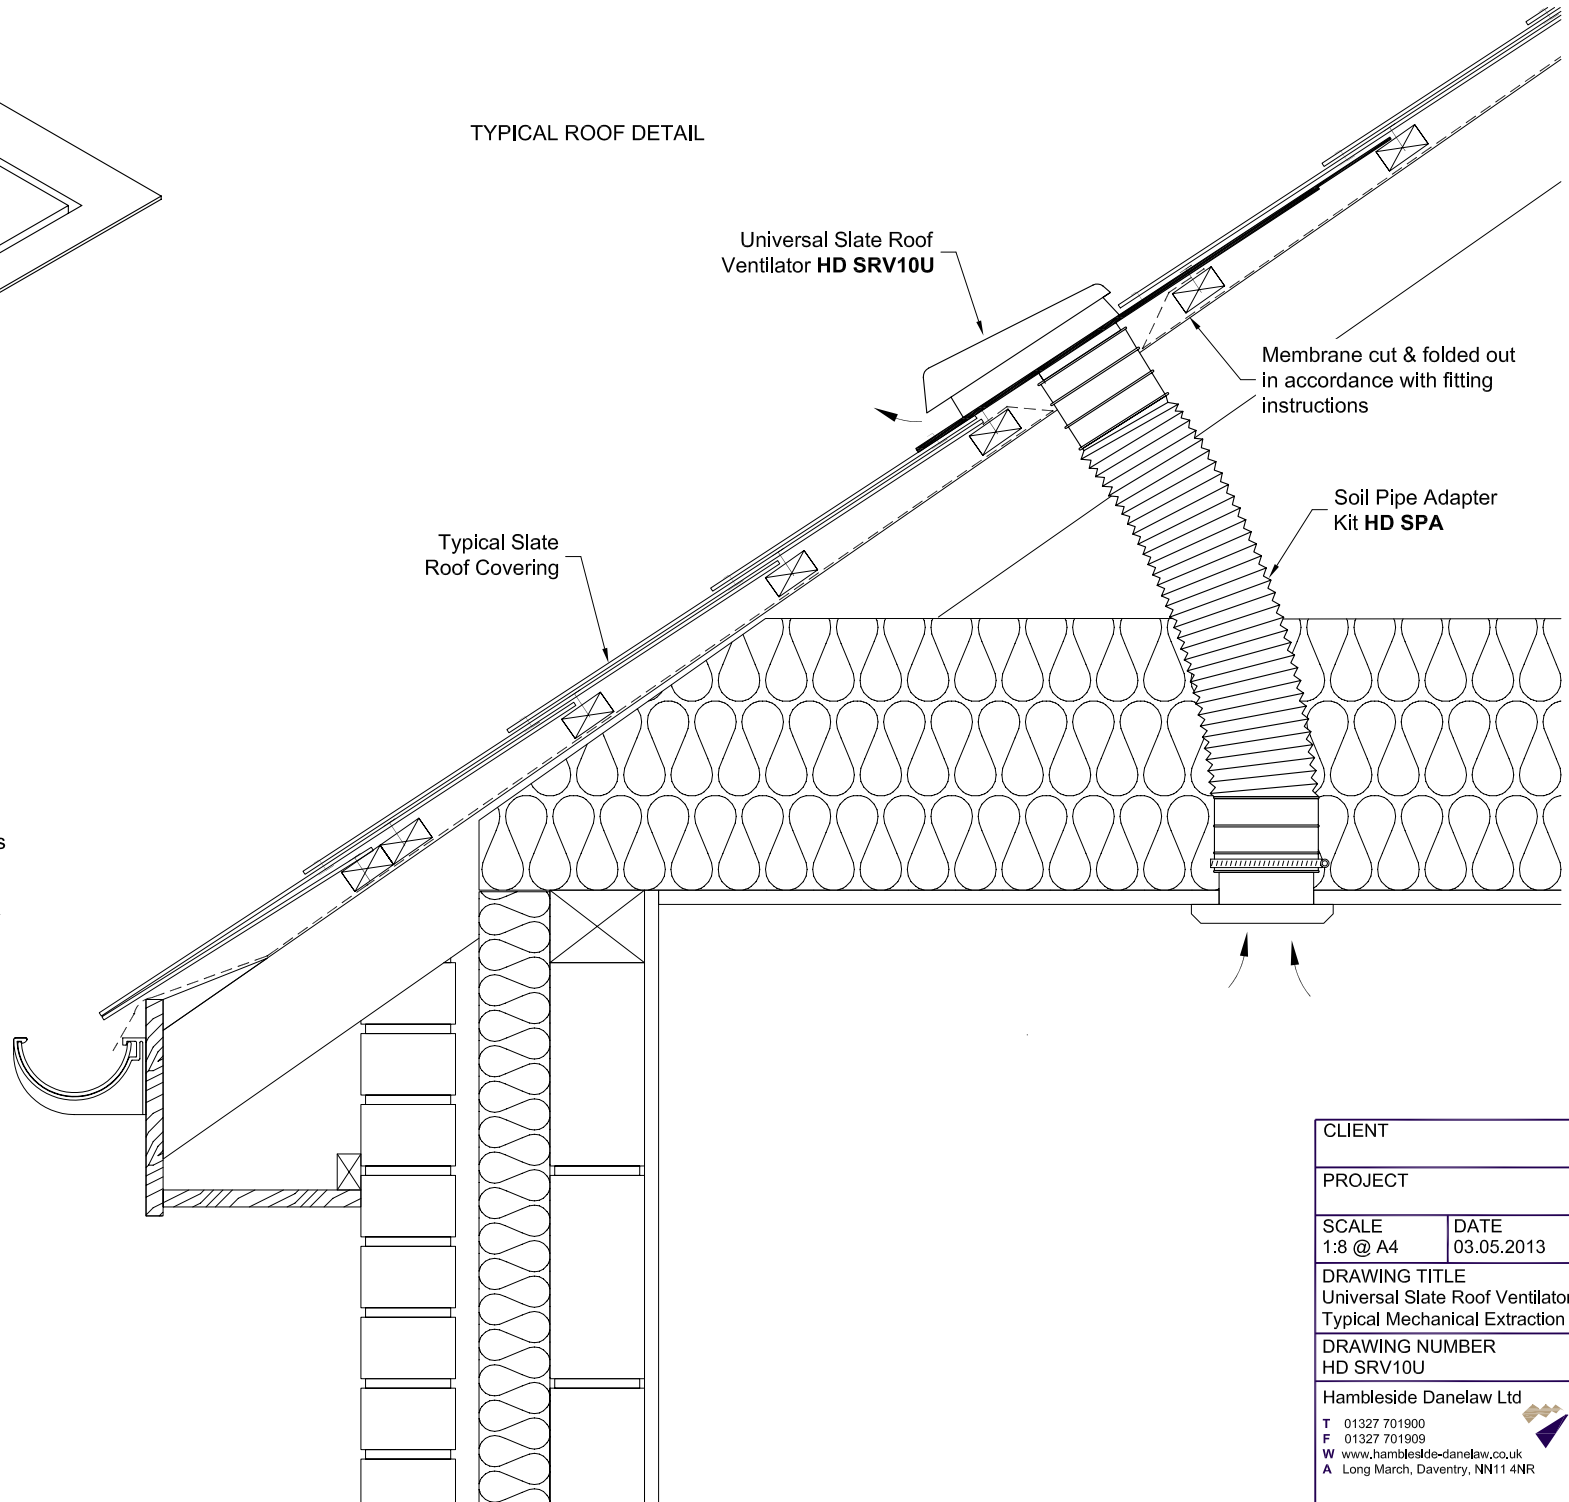 TYPICAL ROOF DETAIL
Universal Slate Roof
Ventilator HD SRV10U
Membrane cut & folded out
in accordance with fitting
instructions
Soil Pipe Adapter
Kit HD SPA
Typical Slate
Roof Covering
s
CLIENT
PROJECT
SCALE
1:8 @ A4
DATE
03.05.2013
DRAWING TITLE
Universal Slate Roof Ventilator
Typical Mechanical Extraction
DRAWING NUMBER
HD SRV10U
Hambleside Danelaw Ltd
T 01327 701900
F 01327 701909
W www.hambleside-danelaw.co.uk
A Long March, Daventry, NN11 4NR